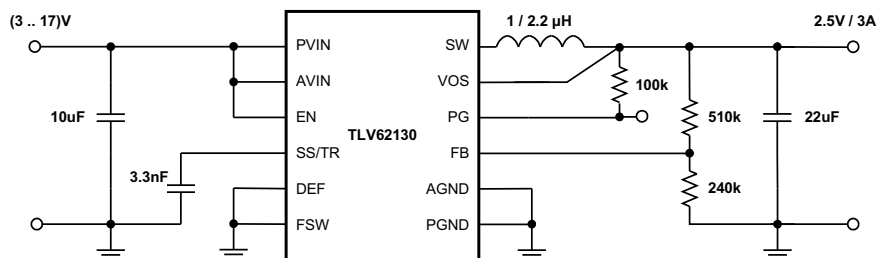 (3 .. 17)V
1 / 2.2 µH
2.5V / 3A
PVIN
SW
AVIN
VOS
100k
10uF
EN
PG
510k
22uF
TLV62130
SS/TR
FB
3.3nF
DEF
AGND
240k
FSW
PGND